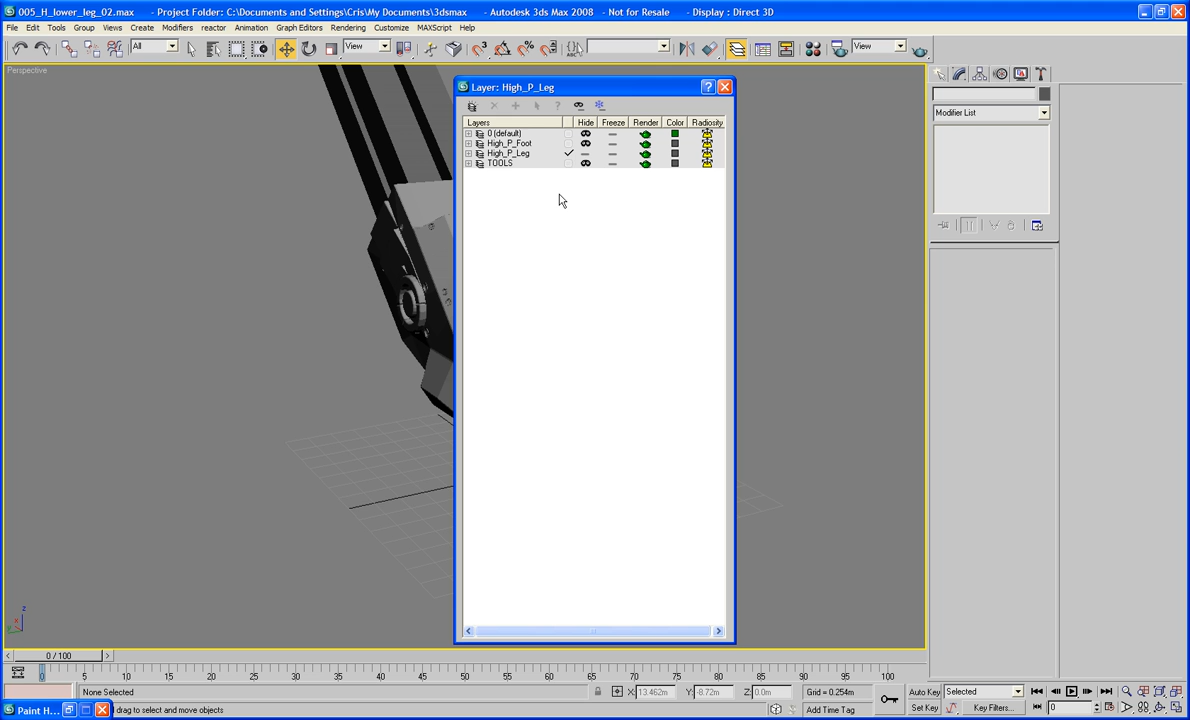 005_H_lower_leg_02.max - Project Folder: C:\Documents and Settings\Cris\My Documents\3dsmax - Autodesk 3ds Max 2008 - Not for Resale - Display : Direct 3D
File Edit Tools Group Views Create Modifiers reactor Animation Graph Editors Rendering Customize MAXScript Help
All View View
Perspective
Layer: High_P_Leg
Modifier List
Layers Hide Freeze Render Color Radiosity
0 (default)
High_P_Foot
High_P_Leg
TOOLS
z
x
0 / 100
0 5 10 15 20 25 30 35 40 45 50 55 60 65 70 75 80 85 90 95 100
None Selected X: 13.462m Y: -8.72m Z: 0.0m Grid = 0.254m Auto Key Selected
Paint H... drag to select and move objects Add Time Tag Set Key Key Filters... 0